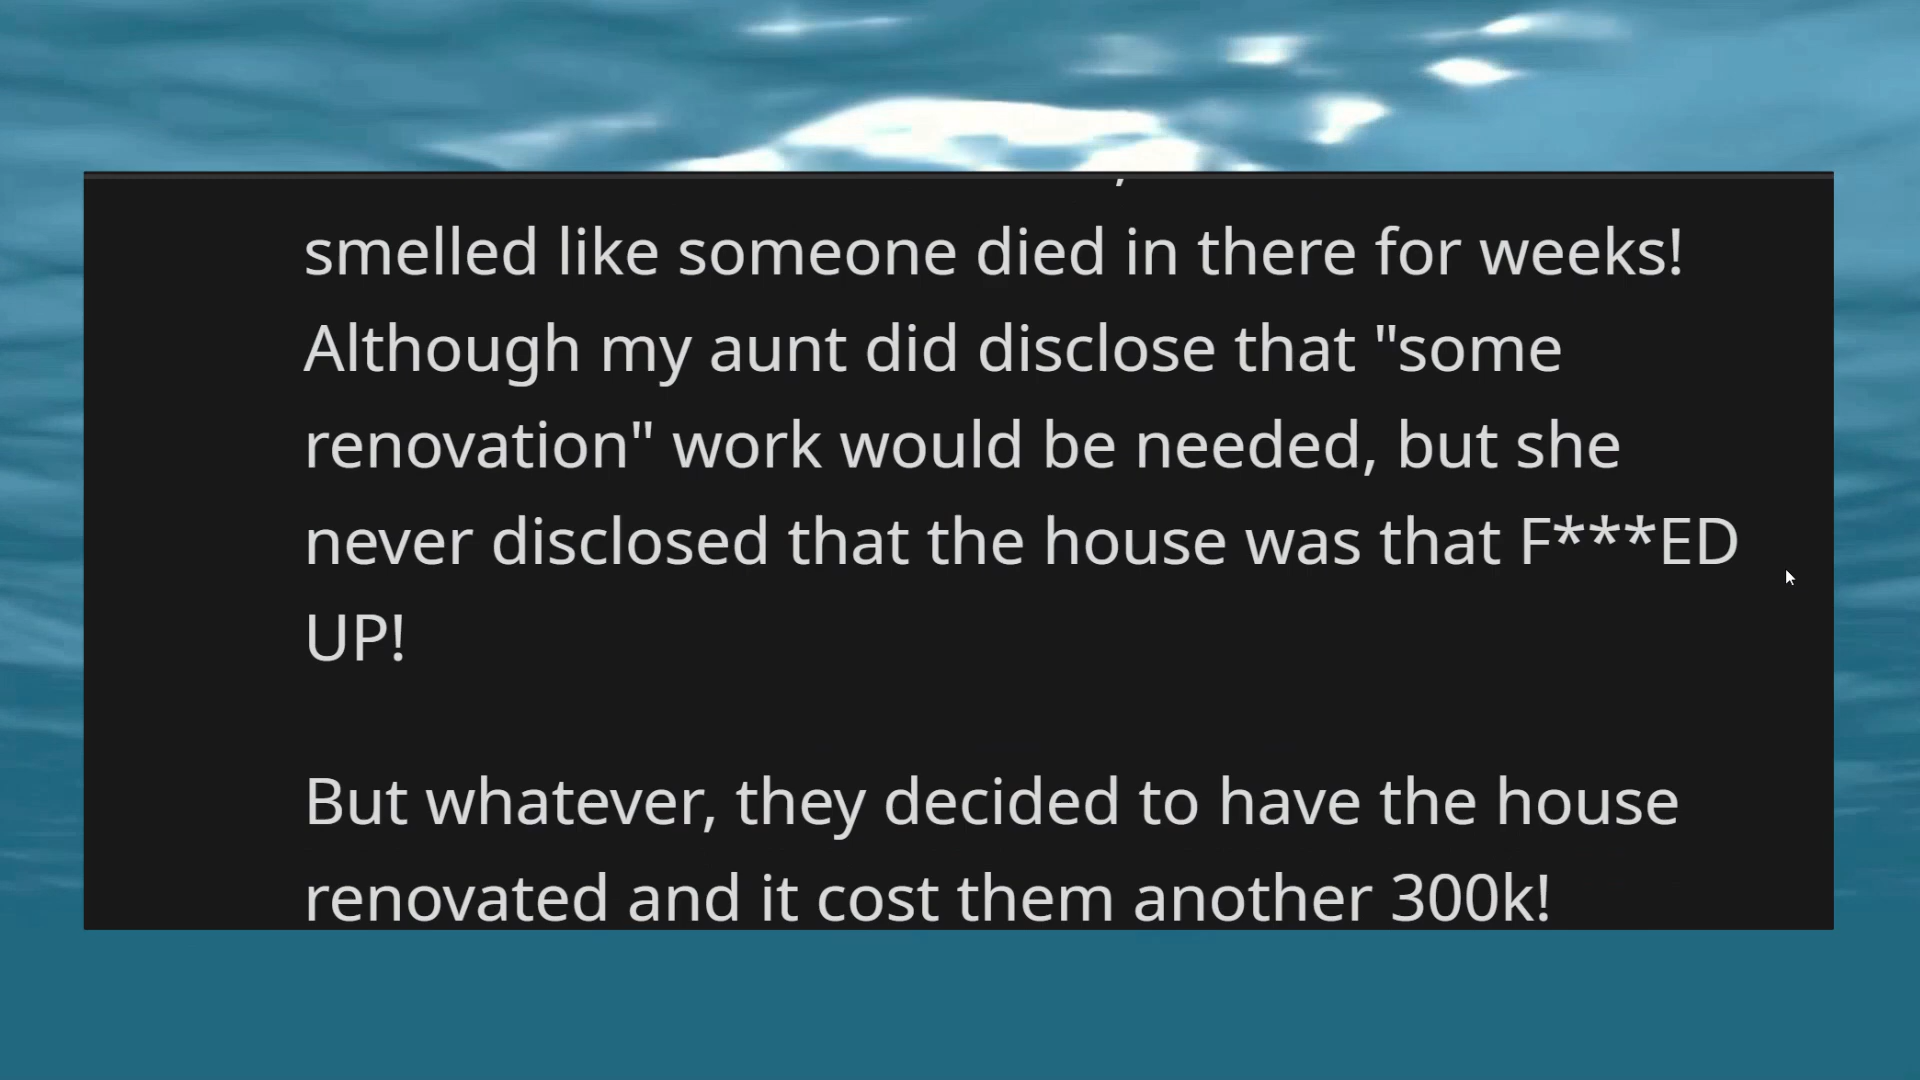 smelled like someone died in there for weeks!
Although my aunt did disclose that "some
renovation" work would be needed, but she
never disclosed that the house was that F***ED
UP!
But whatever, they decided to have the house
renovated and it cost them another 300k!